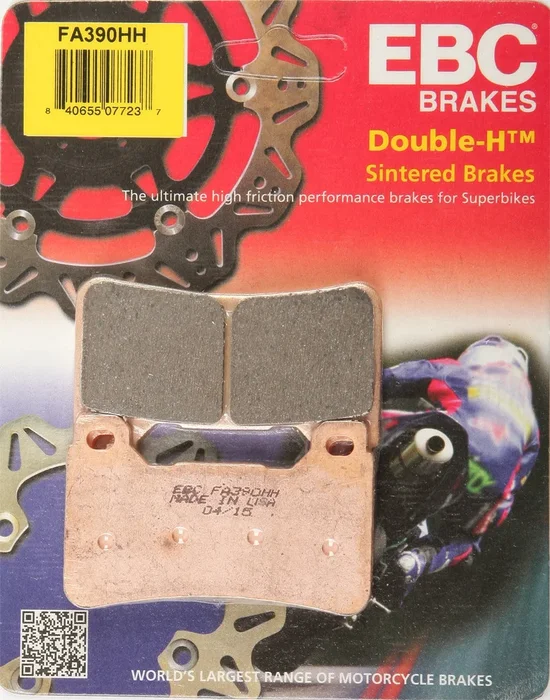 FA390HH
8 40655 07723 7
EBC®
BRAKES
Double-H™
Sintered Brakes
The ultimate high friction performance brakes for Superbikes
EBC FA390HH
MADE IN USA
04/15
WORLD'S LARGEST RANGE OF MOTORCYCLE BRAKES